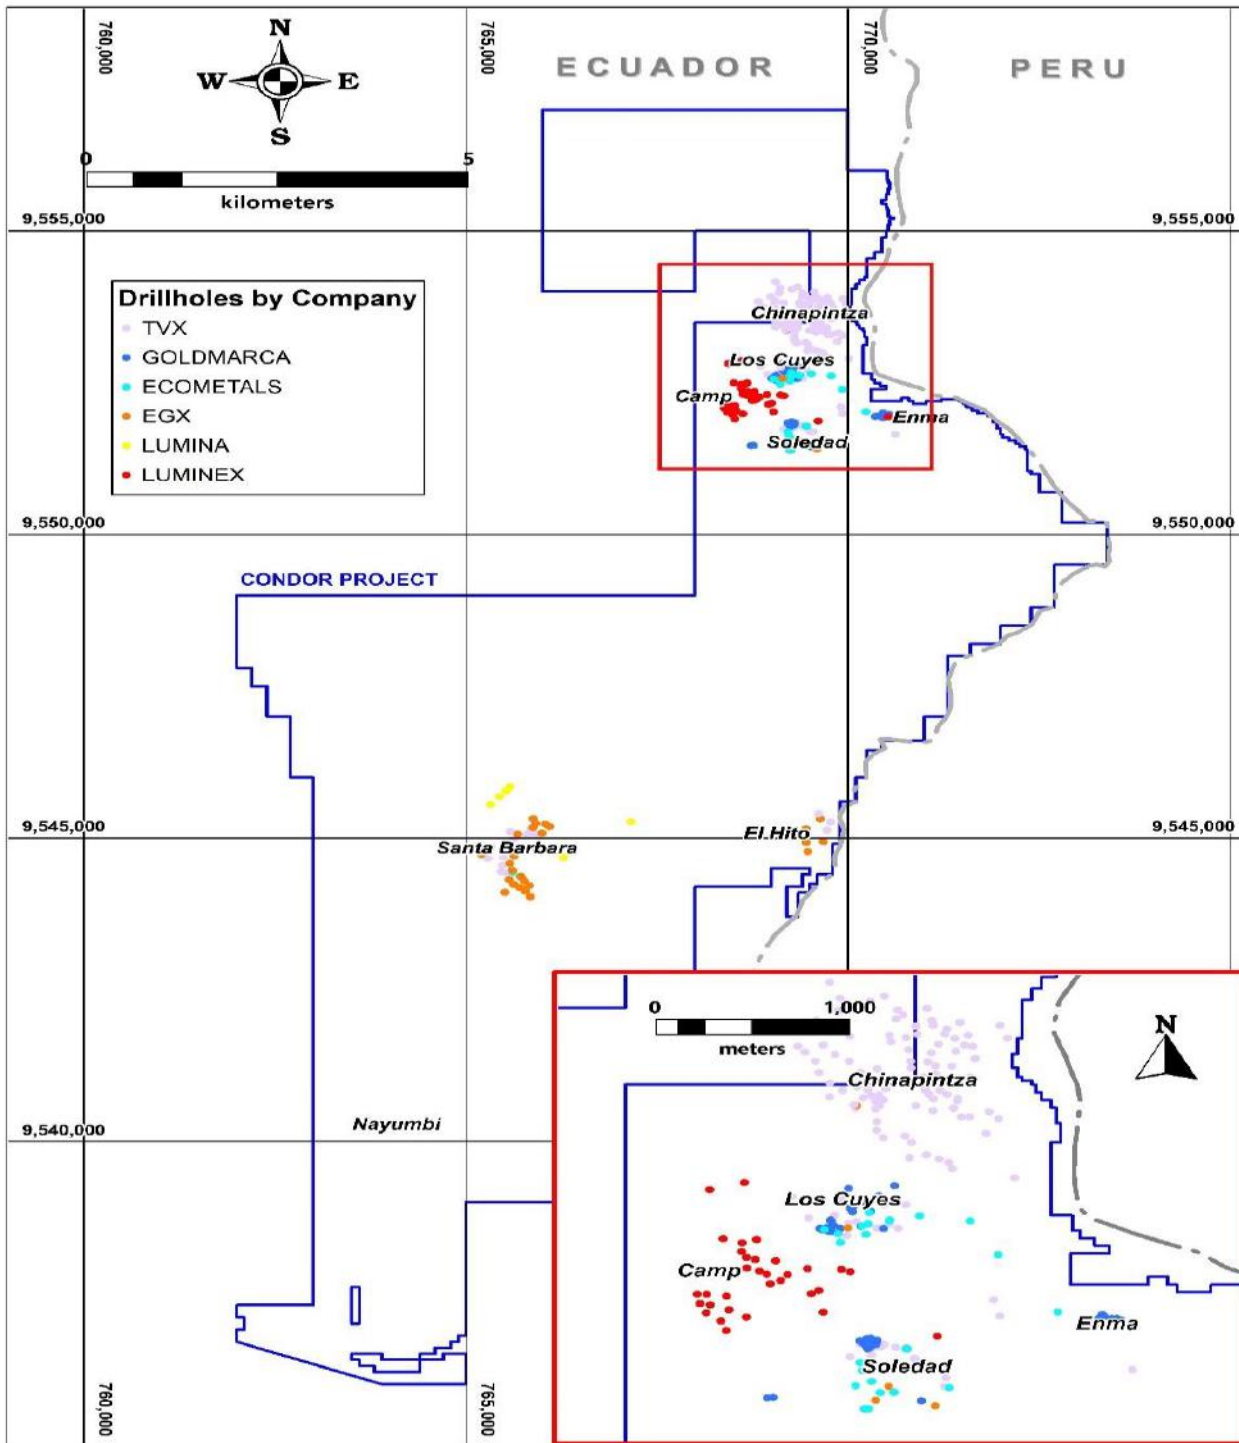 760,000
765,000
770,000
N
W E
S
ECUADOR
PERU
0 5
kilometers
9,555,000
9,555,000
Drillholes by Company
TVX
GOLDMARCA
ECOMETALS
EGX
LUMINA
LUMINEX
Chinapintza
Los Cuyes
Camp
Enma
Soledad
9,550,000
9,550,000
CONDOR PROJECT
9,545,000
9,545,000
Santa Barbara
El Hito
0 1,000
meters
N
Chinapintza
Nayumbi
9,540,000
Los Cuyes
Camp
Enma
Soledad
760,000
765,000